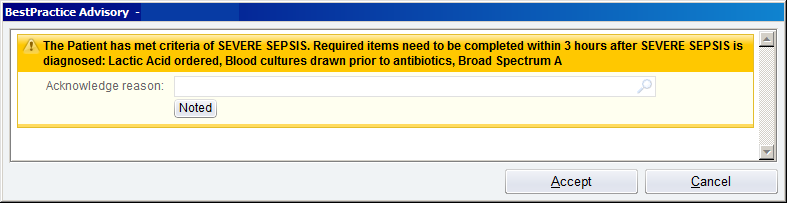 BestPractice Advisory -
The Patient has met criteria of SEVERE SEPSIS. Required items need to be completed within 3 hours after SEVERE SEPSIS is
diagnosed: Lactic Acid ordered, Blood cultures drawn prior to antibiotics, Broad Spectrum A
Acknowledge reason:
Noted
Accept
Cancel